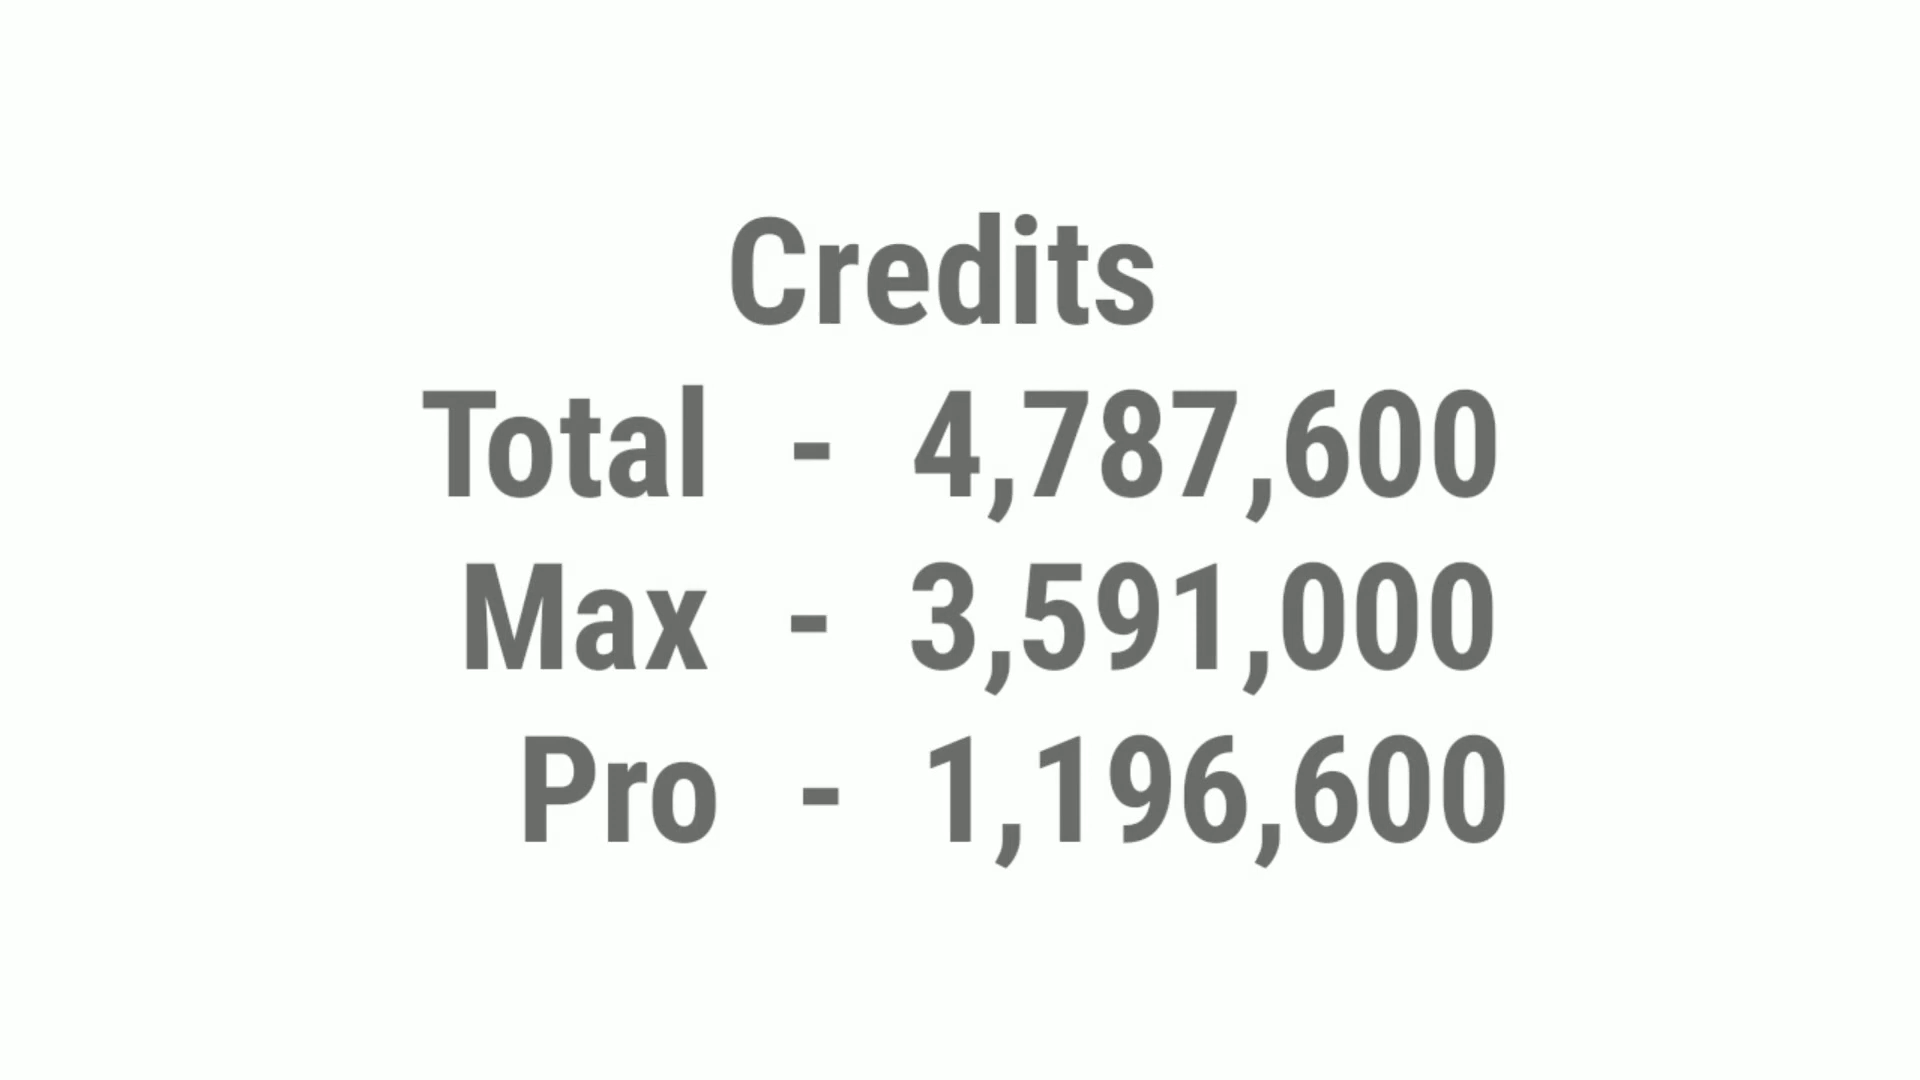 Credits
Total - 4,787,600
Max - 3,591,000
Pro - 1,196,600